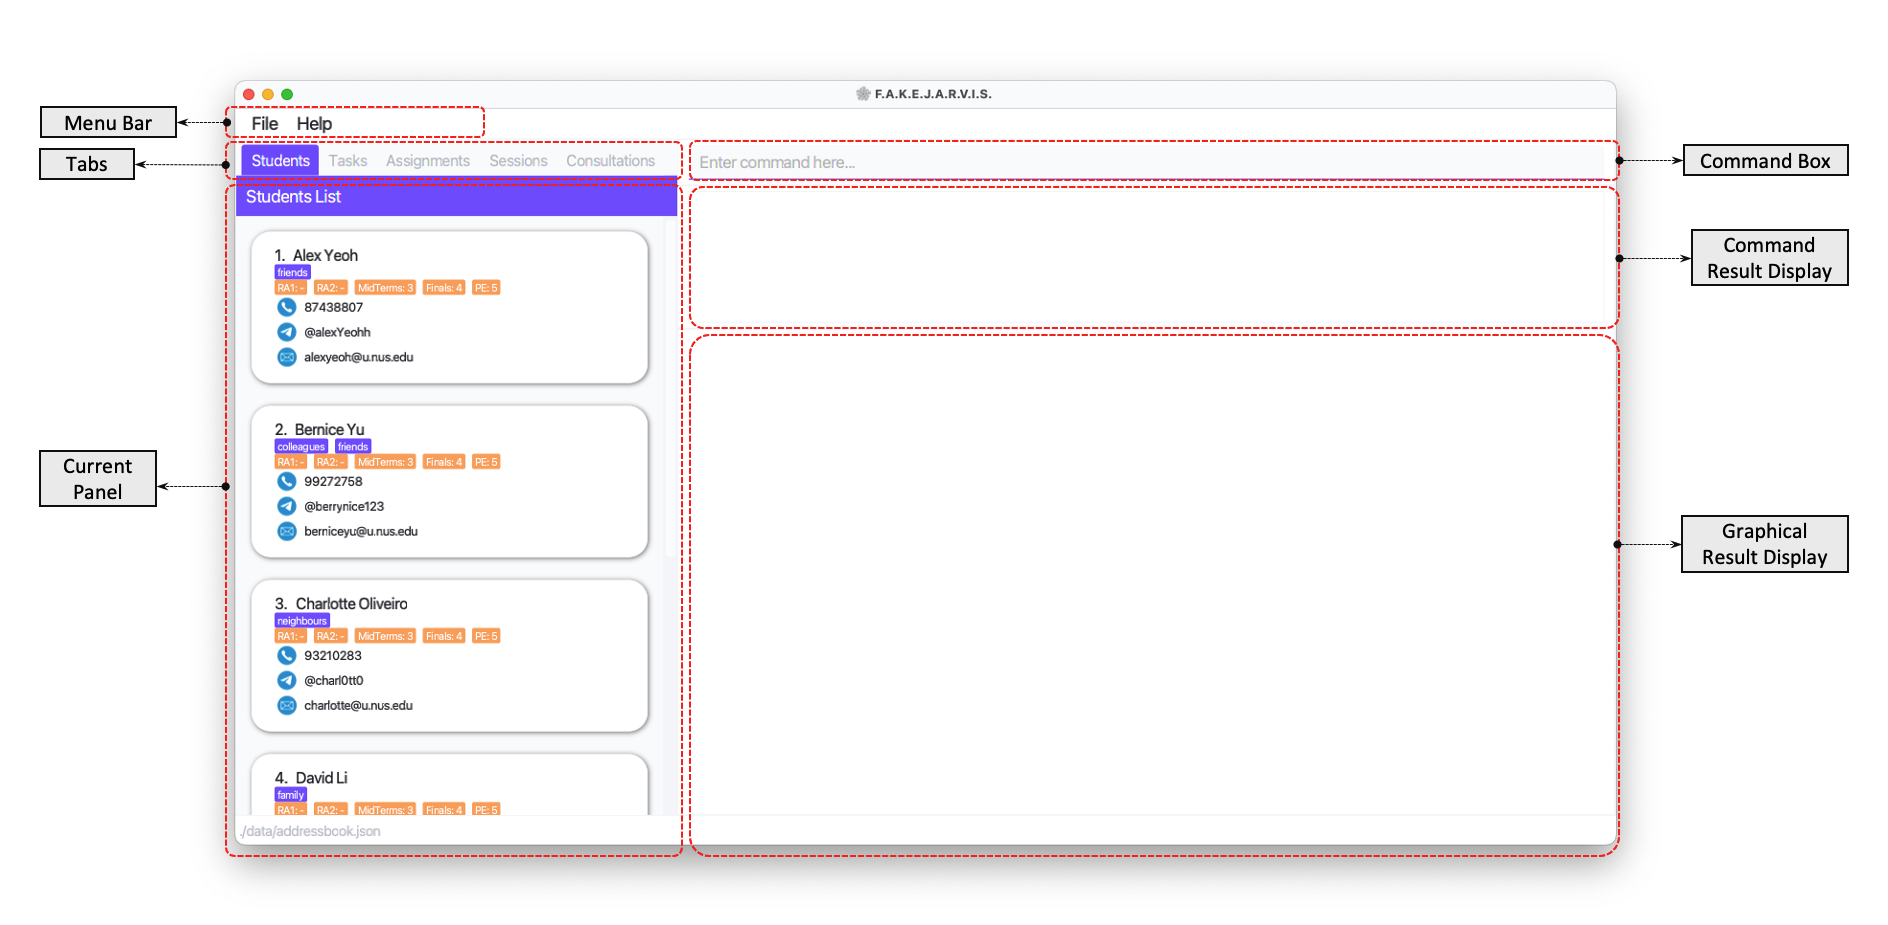 F.A.K.E.J.A.R.V.I.S.
Menu Bar
File Help
Tabs
Students Tasks Assignments Sessions Consultations
Enter command here...
Command Box
Students List
Command
Result Display
1. Alex Yeoh
friends
RA1: - RA2: - MidTerms: 3 Finals: 4 PE: 5
87438807
@alexYeohh
alexyeoh@u.nus.edu
2. Bernice Yu
colleagues friends
RA1: - RA2: - MidTerms: 3 Finals: 4 PE: 5
99272758
@berrynice123
berniceyu@u.nus.edu
Current
Panel
Graphical
Result Display
3. Charlotte Oliveiro
neighbours
RA1: - RA2: - MidTerms: 3 Finals: 4 PE: 5
93210283
@charl0tt0
charlotte@u.nus.edu
4. David Li
family
RA1: - RA2: - MidTerms: 3 Finals: 4 PE: 5
./data/addressbook.json